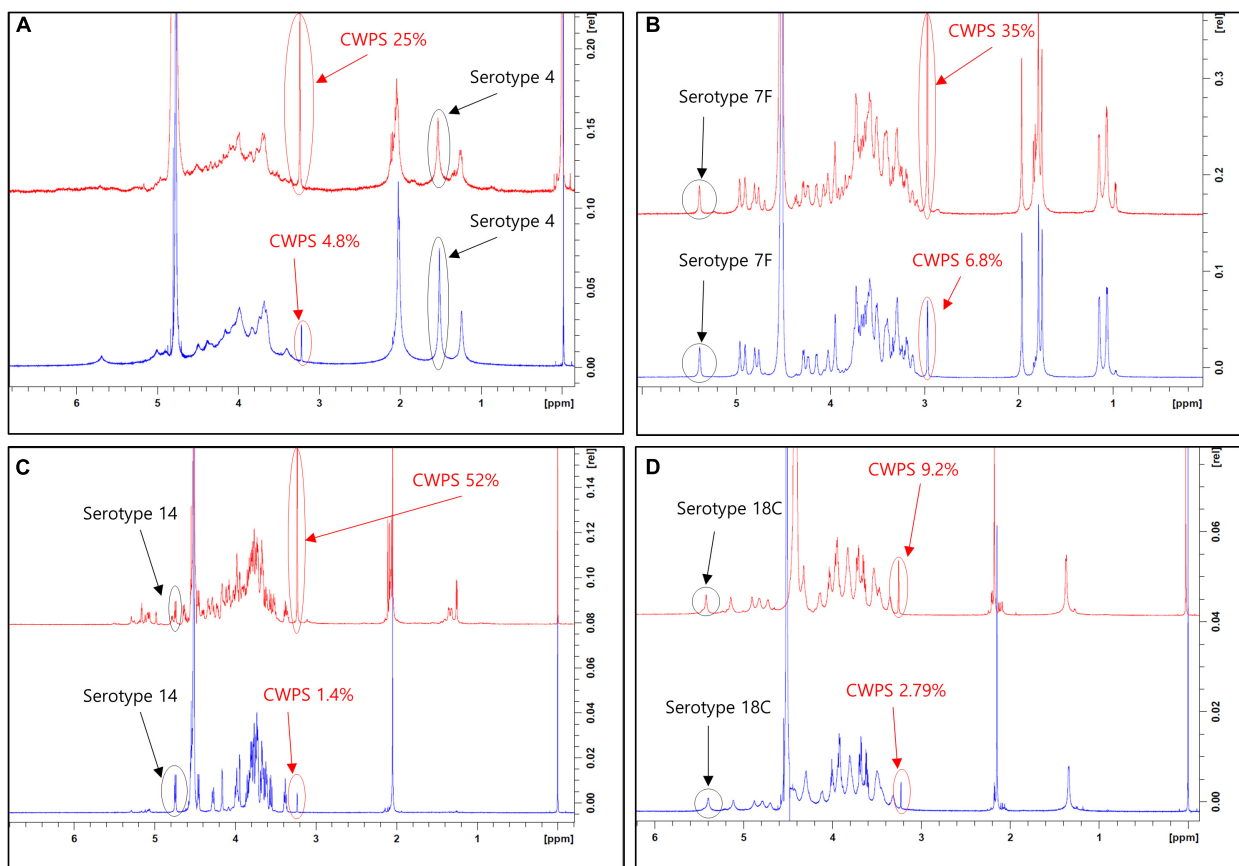 A
CWPS 25%
Serotype 4
Serotype 4
CWPS 4.8%
[rel]
0.20
0.15
0.10
0.05
0.00
6 5 4 3 2 1 [ppm]
B
CWPS 35%
Serotype 7F
Serotype 7F
CWPS 6.8%
[rel]
0.3
0.2
0.1
0.0
5 4 3 2 1 [ppm]
C
CWPS 52%
Serotype 14
Serotype 14
CWPS 1.4%
[rel]
0.14
0.12
0.10
0.08
0.06
0.04
0.02
0.00
5 4 3 2 1 [ppm]
D
CWPS 9.2%
Serotype 18C
CWPS 2.79%
Serotype 18C
[rel]
0.06
0.04
0.02
0.00
6 5 4 3 2 1 [ppm]